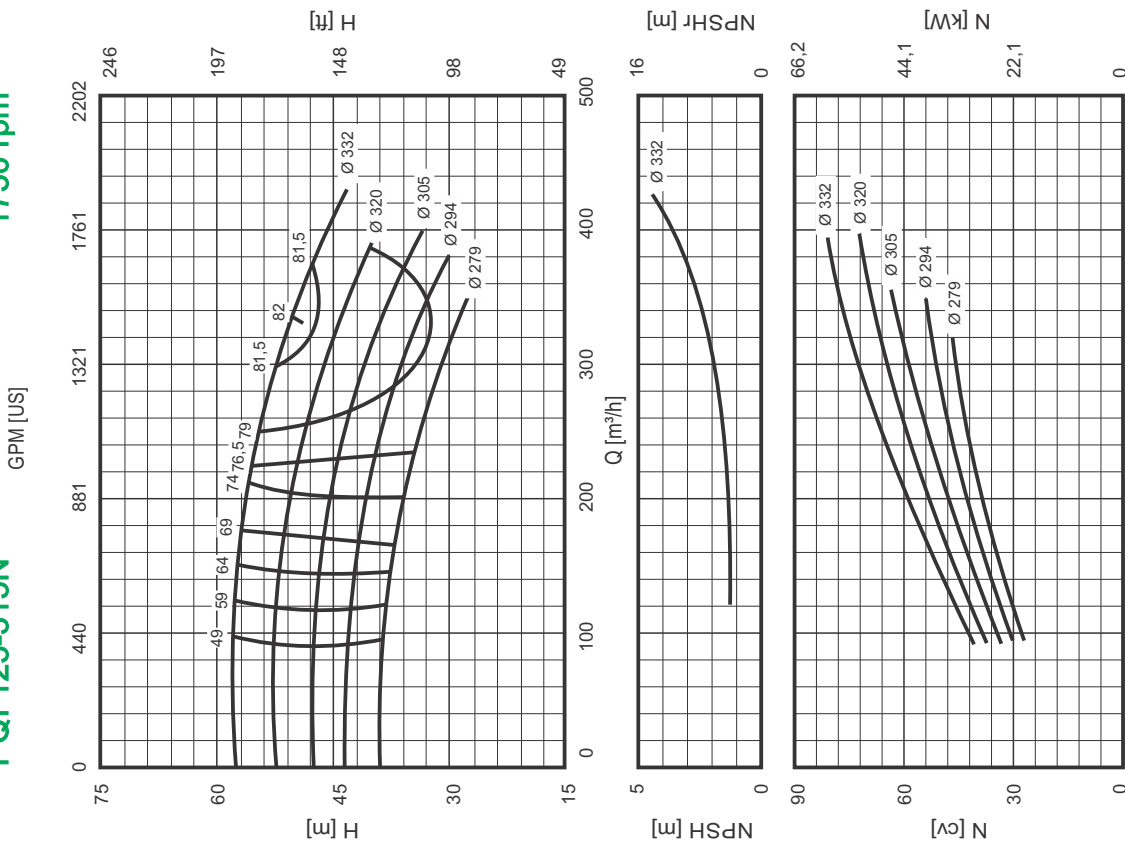 125-315N 1750 rpm
GPM [US]
0 440 881 1321 1761 2202
75 246
60 197
45 148
30 98
15 49
H [m]
H [ft]
49 59 64 69 74 76,5 79 81,5 82 81,5
Ø 332
Ø 320
Ø 305
Ø 294
Ø 279
0 100 200 300 400 500
Q [m³/h]
5 16
0 0
NPSH [m]
NPSHr [m]
Ø 332
90 66,2
60 44,1
30 22,1
0 0
N [cv]
N [kW]
Ø 332
Ø 320
Ø 305
Ø 294
Ø 279